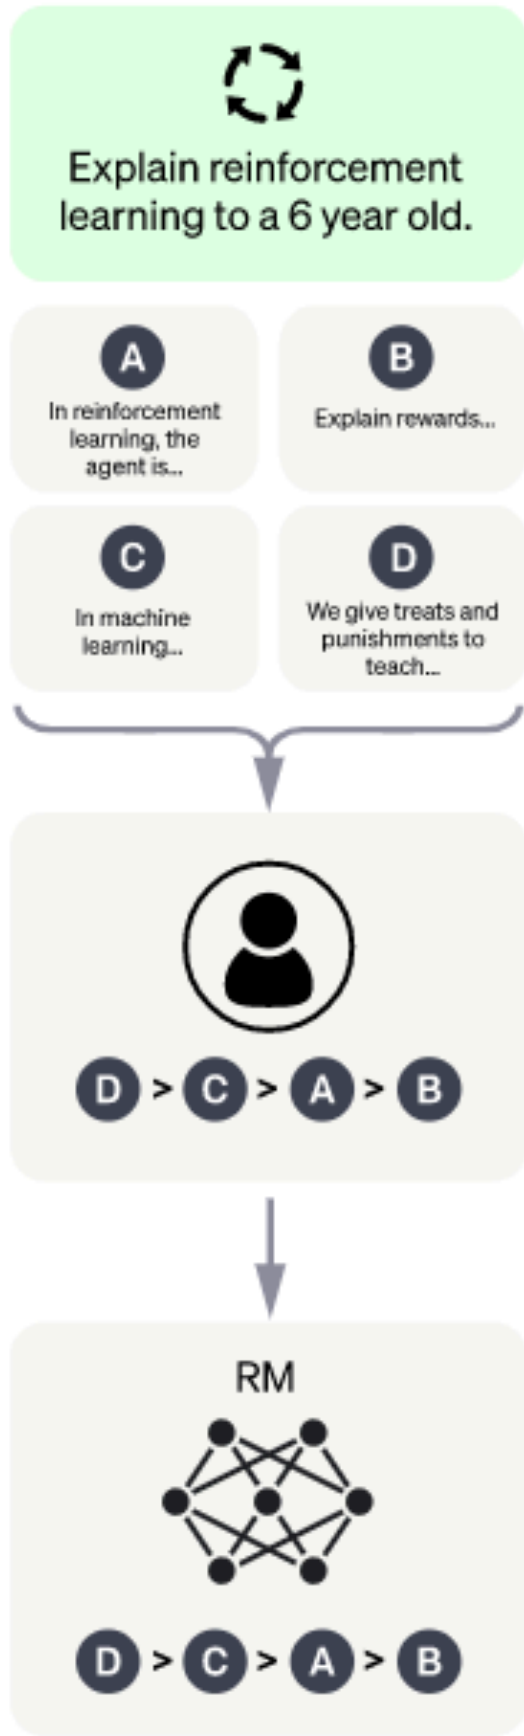 Explain reinforcement
learning to a 6 year old.
A
In reinforcement
learning, the
agent is...
B
Explain rewards...
C
In machine
learning...
D
We give treats and
punishments to
teach...
D > C > A > B
RM
D > C > A > B